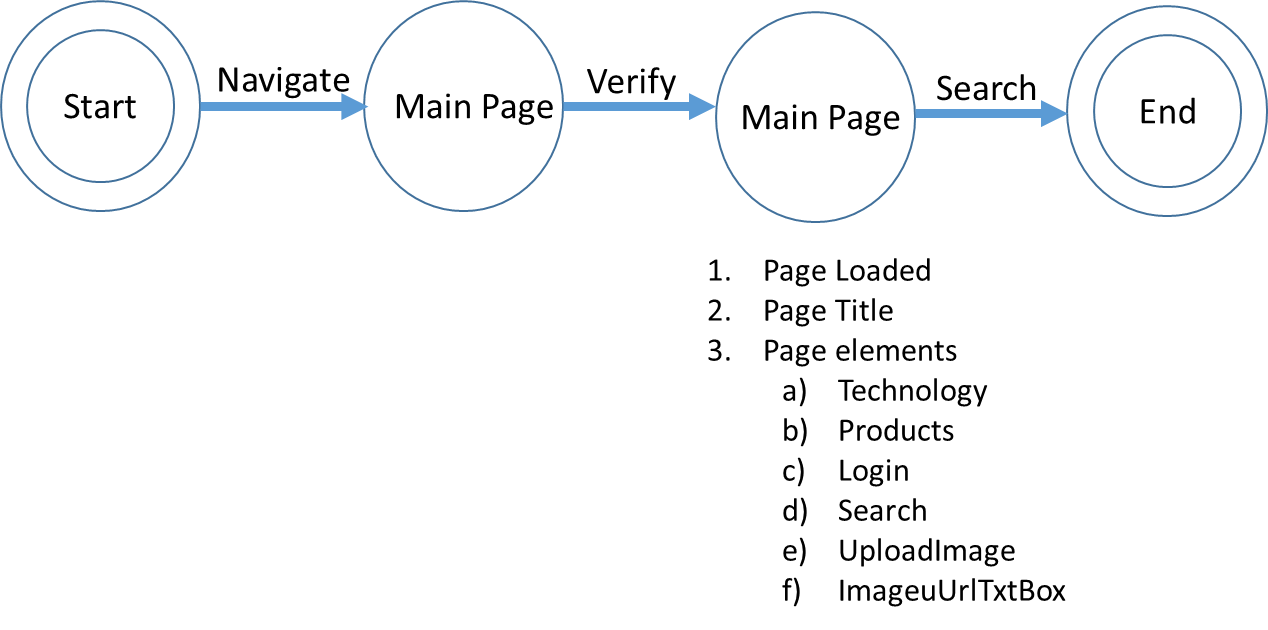 Start
Navigate
Main Page
Verify
Main Page
Search
End
1. Page Loaded
2. Page Title
3. Page elements
a) Technology
b) Products
c) Login
d) Search
e) UploadImage
f) ImageuUrlTxtBox